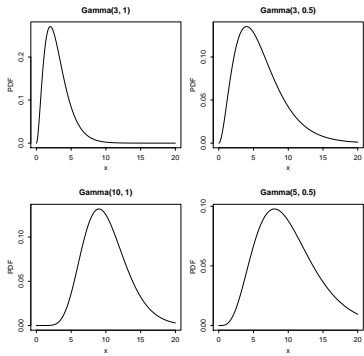 Gamma(3, 1)
PDF
0.0 0.1 0.2
0 5 10 15 20
x
Gamma(3, 0.5)
PDF
0.00 0.05 0.10
0 5 10 15 20
x
Gamma(10, 1)
PDF
0.00 0.05 0.10
0 5 10 15 20
x
Gamma(5, 0.5)
PDF
0.00 0.05 0.10
0 5 10 15 20
x